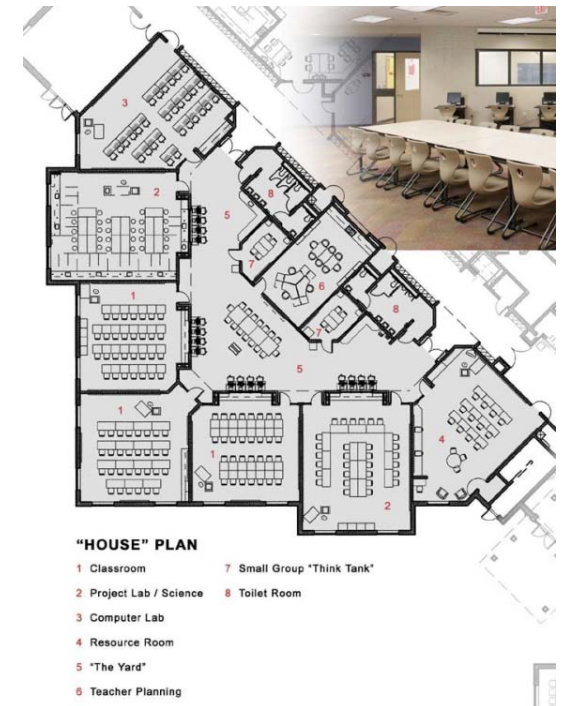 3
2
8
5
7
6
1
7
8
5
4
1
1
2
"HOUSE" PLAN
1 Classroom
2 Project Lab / Science
3 Computer Lab
4 Resource Room
5 "The Yard"
6 Teacher Planning
7 Small Group "Think Tank"
8 Toilet Room